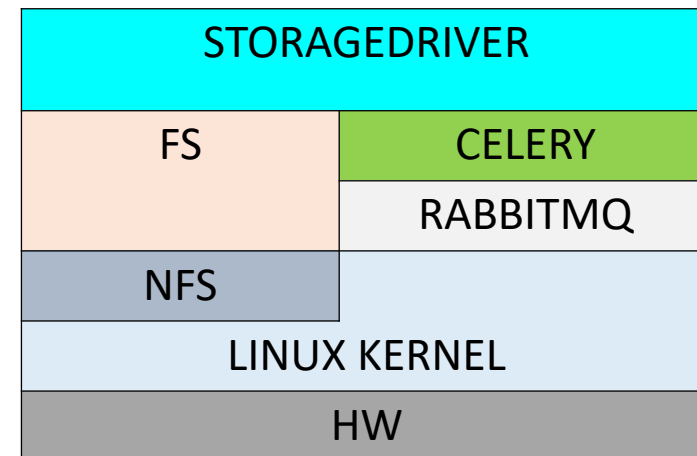 STORAGEDRIVER
FS
CELERY
RABBITMQ
NFS
LINUX KERNEL
HW